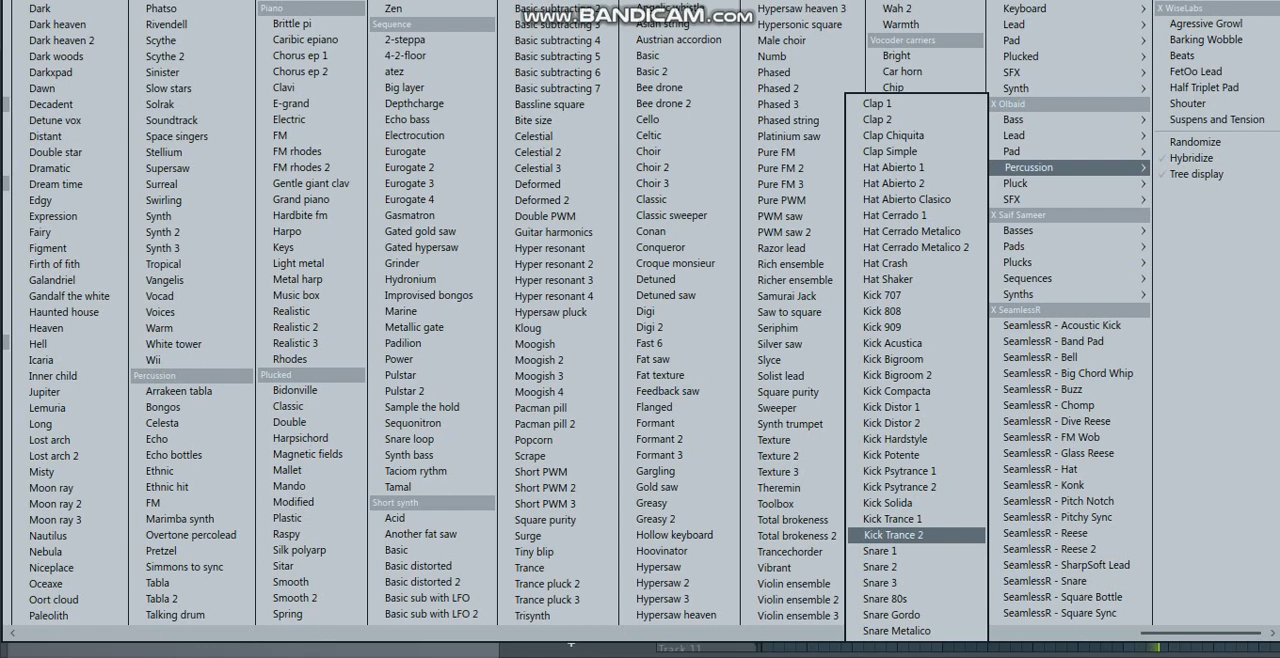 www.BANDICAM.com
Dark
Dark heaven
Dark heaven 2
Dark woods
Darkxpad
Dawn
Decadent
Detune vox
Distant
Double star
Dramatic
Dream time
Edgy
Expression
Fairy
Figment
Firth of fith
Galandriel
Gandalf the white
Haunted house
Heaven
Hell
Icaria
Inner child
Jupiter
Lemuria
Long
Lost arch
Lost arch 2
Misty
Moon ray
Moon ray 2
Moon ray 3
Nautilus
Nebula
Niceplace
Oceaxe
Oort cloud
Paleolith
Phatso
Rivendell
Scythe
Scythe 2
Sinister
Slow stars
Solrak
Soundtrack
Space singers
Stellium
Supersaw
Surreal
Swirling
Synth
Synth 2
Synth 3
Tropical
Vangelis
Vocad
Voices
Warm
White tower
Wii
Percussion
Arrakeen tabla
Bongos
Celesta
Echo
Echo bottles
Ethnic
Ethnic hit
FM
Marimba synth
Overtone percolead
Pretzel
Simmons to sync
Tabla
Tabla 2
Talking drum
Piano
Brittle pi
Caribic epiano
Chorus ep 1
Chorus ep 2
Clavi
E-grand
Electric
FM
FM rhodes
FM rhodes 2
Gentle giant clav
Grand piano
Hardbite fm
Harpo
Keys
Light metal
Metal harp
Music box
Realistic
Realistic 2
Realistic 3
Rhodes
Plucked
Bidonville
Classic
Double
Harpsichord
Magnetic fields
Mallet
Mando
Modified
Plastic
Raspy
Silk polyarp
Sitar
Smooth
Smooth 2
Spring
Zen
Sequence
2-steppa
4-2-floor
atez
Big layer
Depthcharge
Echo bass
Electrocution
Eurogate
Eurogate 2
Eurogate 3
Eurogate 4
Gasmatron
Gated gold saw
Gated hypersaw
Grinder
Hydronium
Improvised bongos
Marine
Metallic gate
Padilion
Power
Pulstar
Pulstar 2
Sample the hold
Sequonitron
Snare loop
Synth bass
Taciom rythm
Tamal
Short synth
Acid
Another fat saw
Basic
Basic distorted
Basic distorted 2
Basic sub with LFO
Basic sub with LFO 2
Basic subtracting 2
Basic subtracting 3
Basic subtracting 4
Basic subtracting 5
Basic subtracting 6
Basic subtracting 7
Bassline square
Bite size
Celestial
Celestial 2
Celestial 3
Deformed
Deformed 2
Double PWM
Guitar harmonics
Hyper resonant
Hyper resonant 2
Hyper resonant 3
Hyper resonant 4
Hypersaw pluck
Kloug
Moogish
Moogish 2
Moogish 3
Moogish 4
Pacman pill
Pacman pill 2
Popcorn
Scrape
Short PWM
Short PWM 2
Short PWM 3
Square purity
Surge
Tiny blip
Trance
Trance pluck 2
Trance pluck 3
Trisynth
Angelic whistle
Asian string
Austrian accordion
Basic
Basic 2
Bee drone
Bee drone 2
Cello
Celtic
Choir
Choir 2
Choir 3
Classic
Classic sweeper
Conan
Conqueror
Croque monsieur
Detuned
Detuned saw
Digi
Digi 2
Fast 6
Fat saw
Fat texture
Feedback saw
Flanged
Formant
Formant 2
Formant 3
Gargling
Gold saw
Greasy
Greasy 2
Hollow keyboard
Hoovinator
Hypersaw
Hypersaw 2
Hypersaw 3
Hypersaw heaven
Hypersaw heaven 3
Hypersonic square
Male choir
Numb
Phased
Phased 2
Phased 3
Phased string
Platinium saw
Pure FM
Pure FM 2
Pure FM 3
Pure PWM
PWM saw
PWM saw 2
Razor lead
Rich ensemble
Richer ensemble
Samurai Jack
Saw to square
Seriphim
Silver saw
Slyce
Solist lead
Square purity
Sweeper
Synth trumpet
Texture
Texture 2
Texture 3
Theremin
Toolbox
Total brokeness
Total brokeness 2
Trancechorder
Vibrant
Violin ensemble
Violin ensemble 2
Violin ensemble 3
Wah 2
Warmth
Vocoder carriers
Bright
Car horn
Chip
Clap 1
Clap 2
Clap Chiquita
Clap Simple
Hat Abierto 1
Hat Abierto 2
Hat Abierto Clasico
Hat Cerrado 1
Hat Cerrado Metalico
Hat Cerrado Metalico 2
Hat Crash
Hat Shaker
Kick 707
Kick 808
Kick 909
Kick Acustica
Kick Bigroom
Kick Bigroom 2
Kick Compacta
Kick Distor 1
Kick Distor 2
Kick Hardstyle
Kick Potente
Kick Psytrance 1
Kick Psytrance 2
Kick Solida
Kick Trance 1
Kick Trance 2
Snare 1
Snare 2
Snare 3
Snare 80s
Snare Gordo
Snare Metalico
Keyboard
Lead
Pad
Plucked
SFX
Synth
X Olbaid
Bass
Lead
Pad
Percussion
Pluck
SFX
X Saif Sameer
Basses
Pads
Plucks
Sequences
Synths
X SeamlessR
SeamlessR - Acoustic Kick
SeamlessR - Band Pad
SeamlessR - Bell
SeamlessR - Big Chord Whip
SeamlessR - Buzz
SeamlessR - Chomp
SeamlessR - Dive Reese
SeamlessR - FM Wob
SeamlessR - Glass Reese
SeamlessR - Hat
SeamlessR - Konk
SeamlessR - Pitch Notch
SeamlessR - Pitchy Sync
SeamlessR - Reese
SeamlessR - Reese 2
SeamlessR - SharpSoft Lead
SeamlessR - Snare
SeamlessR - Square Bottle
SeamlessR - Square Sync
X WiseLabs
Agressive Growl
Barking Wobble
Beats
FetOo Lead
Half Triplet Pad
Shouter
Suspens and Tension
Randomize
Hybridize
Tree display
Track 11